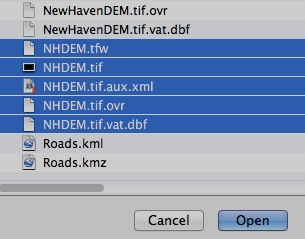 NewHavenDEM.tif.ovr
NewHavenDEM.tif.vat.dbf
NHDEM.tfw
NHDEM.tif
NHDEM.tif.aux.xml
NHDEM.tif.ovr
NHDEM.tif.vat.dbf
Roads.kml
Roads.kmz
Cancel Open